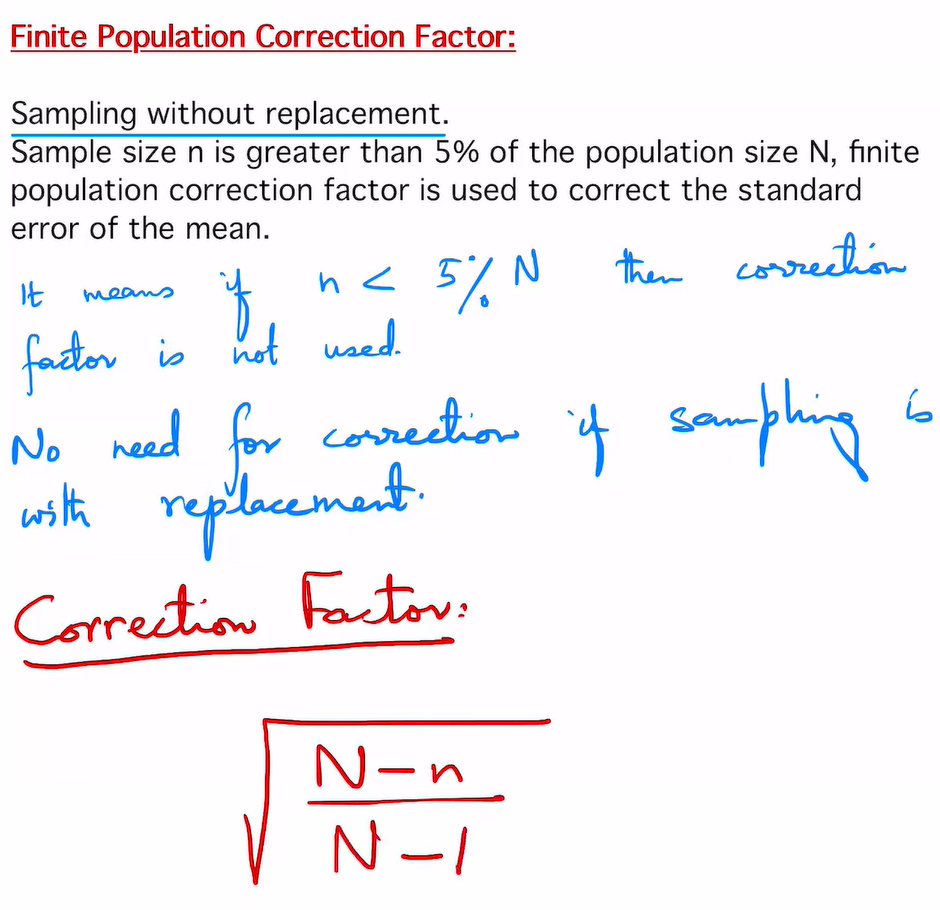 Finite Population Correction Factor:
Sampling without replacement.
Sample size n is greater than 5% of the population size N, finite
population correction factor is used to correct the standard
error of the mean.
It means if n < 5% N then correction
factor is not used.
No need for correction if sampling is
with replacement.
Correction Factor:
√
N-n
N-1